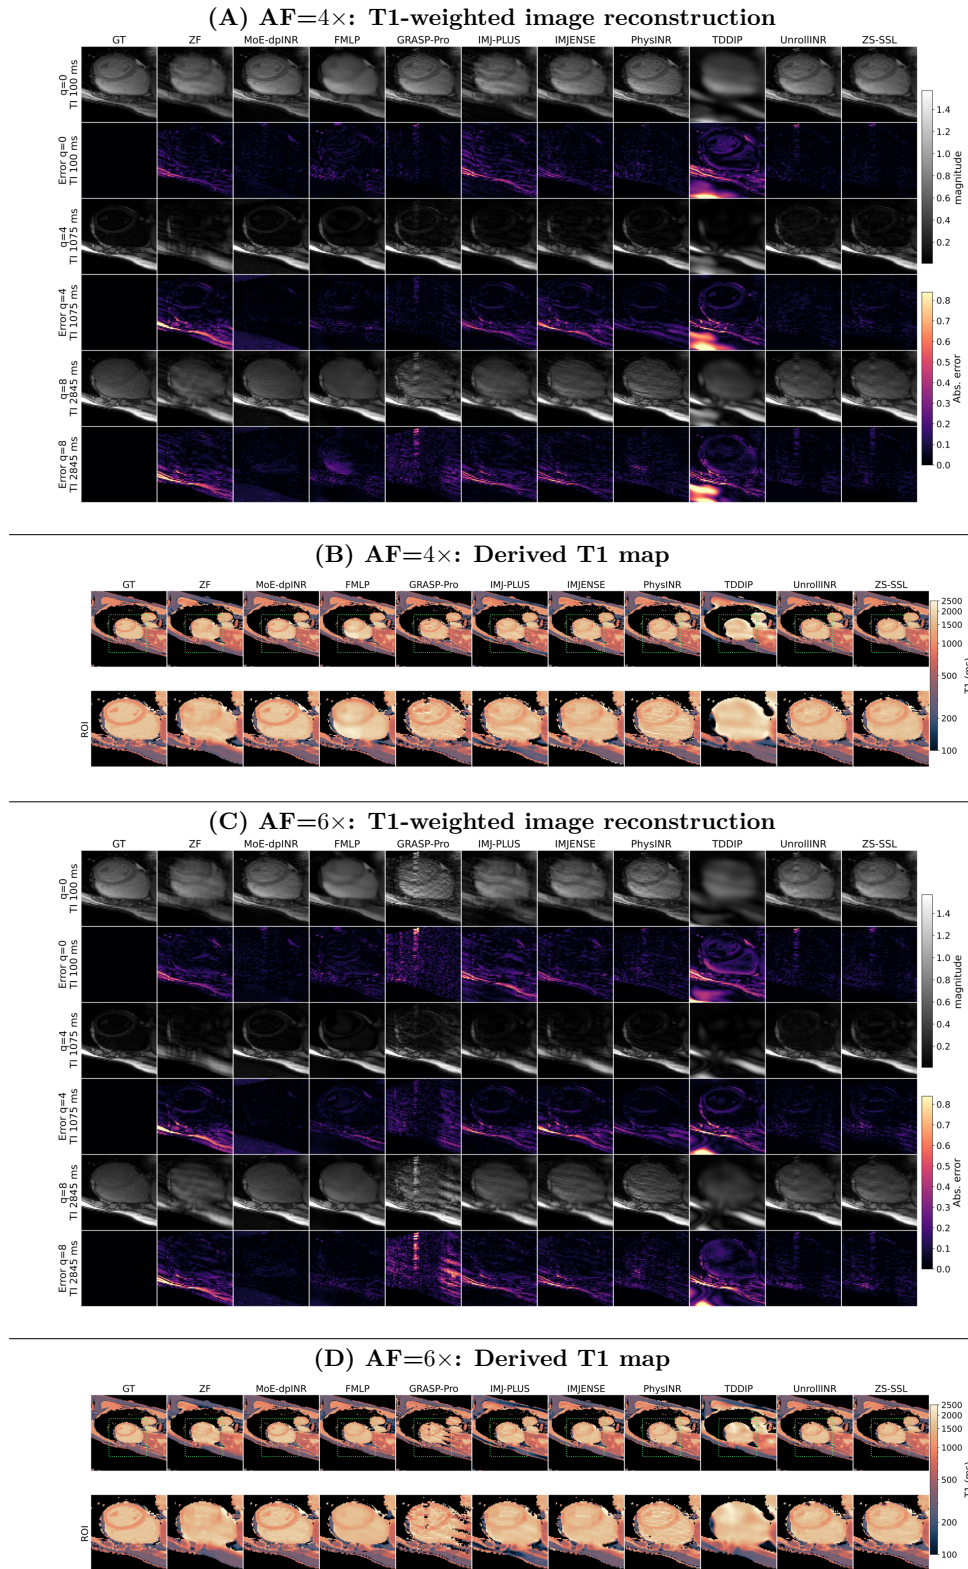 (A) AF=4×: T1-weighted image reconstruction
GT ZF MoE-dpINR FMLP GRASP-Pro IMJ-PLUS IMJENSE PhysINR TDDIP UnrollINR ZS-SSL
q=0
TI 100 ms
Error q=0
TI 100 ms
q=4
TI 1075 ms
Error q=4
TI 1075 ms
q=8
TI 2845 ms
Error q=8
TI 2845 ms
1.4
1.2
1.0
0.8
0.6
0.4
0.2
magnitude
0.8
0.7
0.6
0.5
0.4
0.3
0.2
0.1
0.0
Abs. error
(B) AF=4×: Derived T1 map
GT ZF MoE-dpINR FMLP GRASP-Pro IMJ-PLUS IMJENSE PhysINR TDDIP UnrollINR ZS-SSL
ROI
2500
2000
1500
1000
500
200
100
T1 (ms)
(C) AF=6×: T1-weighted image reconstruction
GT ZF MoE-dpINR FMLP GRASP-Pro IMJ-PLUS IMJENSE PhysINR TDDIP UnrollINR ZS-SSL
q=0
TI 100 ms
Error q=0
TI 100 ms
q=4
TI 1075 ms
Error q=4
TI 1075 ms
q=8
TI 2845 ms
Error q=8
TI 2845 ms
1.4
1.2
1.0
0.8
0.6
0.4
0.2
magnitude
0.8
0.7
0.6
0.5
0.4
0.3
0.2
0.1
0.0
Abs. error
(D) AF=6×: Derived T1 map
GT ZF MoE-dpINR FMLP GRASP-Pro IMJ-PLUS IMJENSE PhysINR TDDIP UnrollINR ZS-SSL
ROI
2500
2000
1500
1000
500
200
100
T1 (ms)